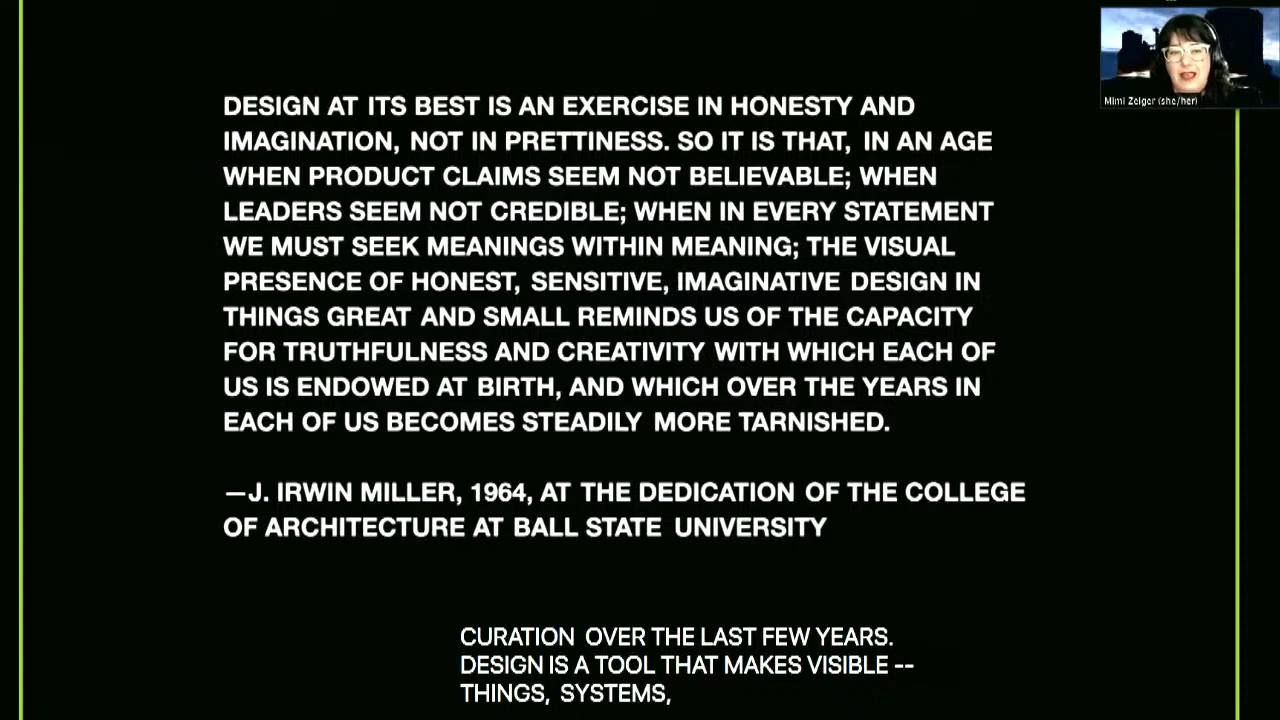 DESIGN AT ITS BEST IS AN EXERCISE IN HONESTY AND
IMAGINATION, NOT IN PRETTINESS. SO IT IS THAT, IN AN AGE
WHEN PRODUCT CLAIMS SEEM NOT BELIEVABLE; WHEN
LEADERS SEEM NOT CREDIBLE; WHEN IN EVERY STATEMENT
WE MUST SEEK MEANINGS WITHIN MEANING; THE VISUAL
PRESENCE OF HONEST, SENSITIVE, IMAGINATIVE DESIGN IN
THINGS GREAT AND SMALL REMINDS US OF THE CAPACITY
FOR TRUTHFULNESS AND CREATIVITY WITH WHICH EACH OF
US IS ENDOWED AT BIRTH, AND WHICH OVER THE YEARS IN
EACH OF US BECOMES STEADILY MORE TARNISHED.
—J. IRWIN MILLER, 1964, AT THE DEDICATION OF THE COLLEGE
OF ARCHITECTURE AT BALL STATE UNIVERSITY
CURATION OVER THE LAST FEW YEARS.
DESIGN IS A TOOL THAT MAKES VISIBLE --
THINGS, SYSTEMS,
Mimi Zeiger (she/her)